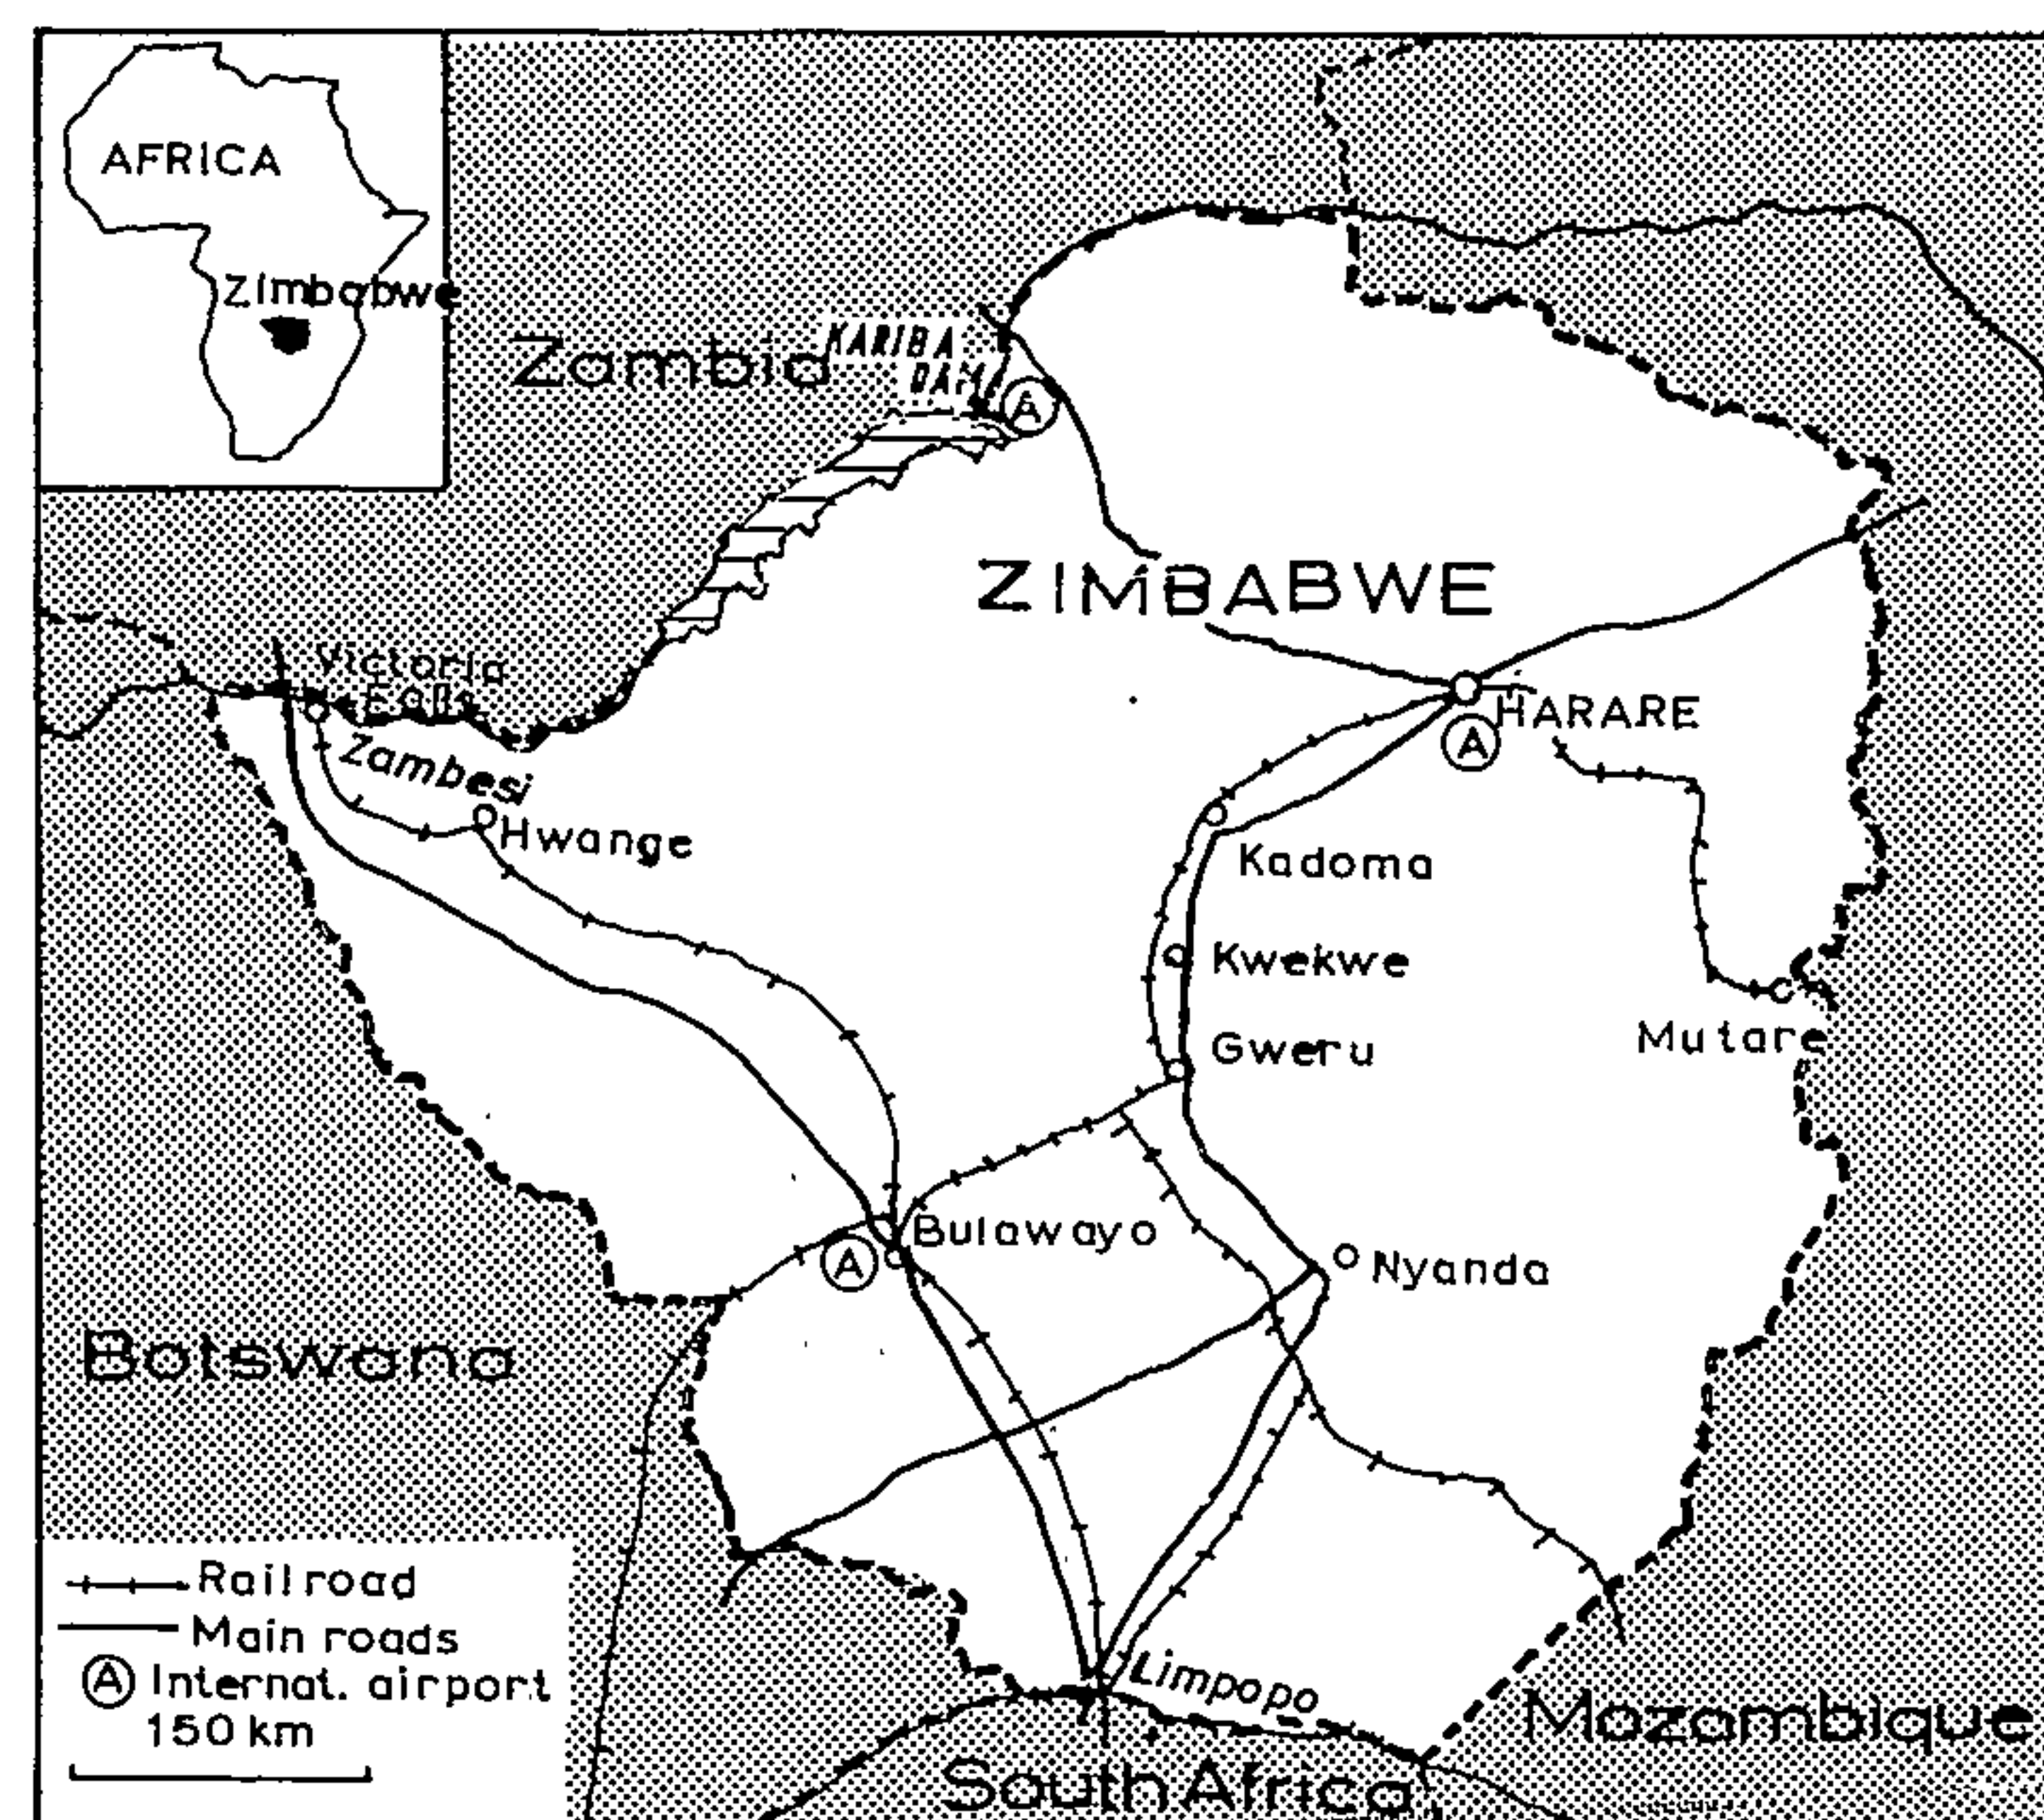 AFRICA
Zimbabwe
Zambia
KARIBA
DAM
A
ZIMBABWE
Victoria
Falls
HARARE
A
Zambesi
Hwange
Kadoma
Kwekwe
Mutare
Gweru
Bulawayo
A
Nyanda
Botswana
Railroad
Main roads
A Internat. airport
150 km
Limpopo
Mozambique
South Africa